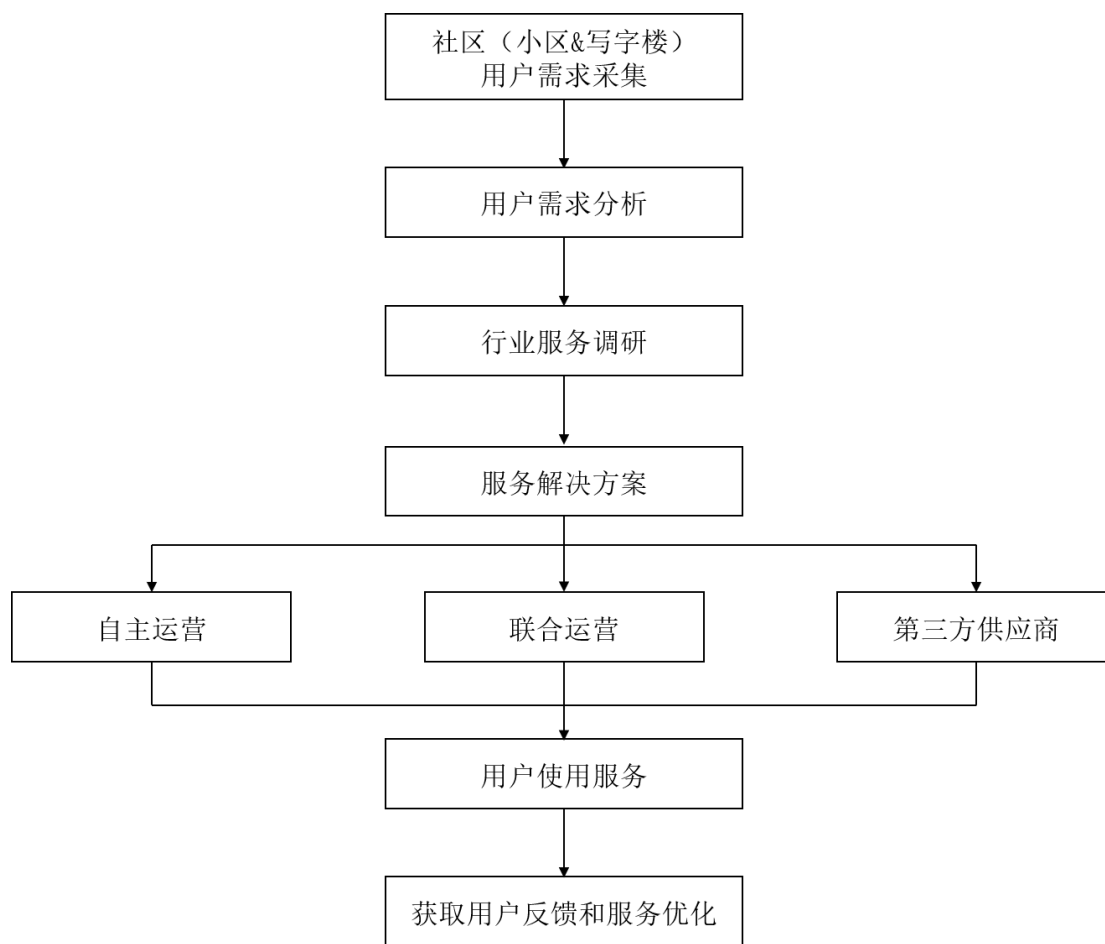 社区（小区&写字楼）
用户需求采集
用户需求分析
行业服务调研
服务解决方案
自主运营
联合运营
第三方供应商
用户使用服务
获取用户反馈和服务优化